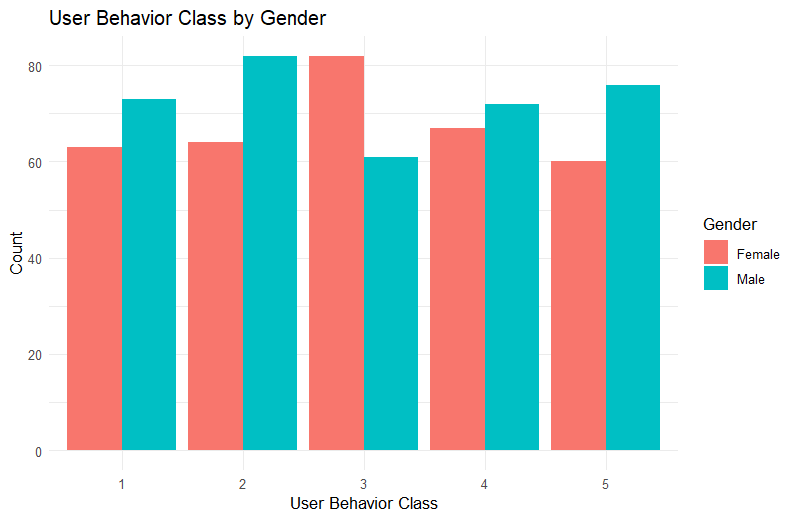 User Behavior Class by Gender
80
60
40
20
0
Count
1 2 3 4 5
User Behavior Class
Gender
Female
Male